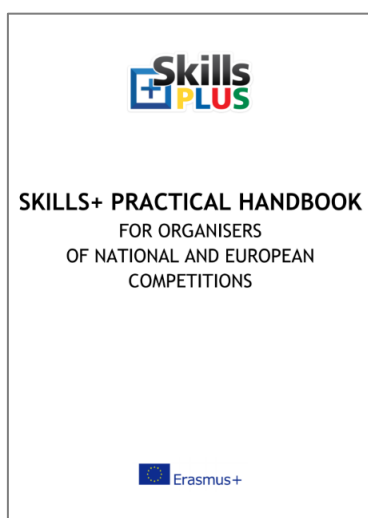 Skills
PLUS
SKILLS+ PRACTICAL HANDBOOK
FOR ORGANISERS
OF NATIONAL AND EUROPEAN
COMPETITIONS
Erasmus+